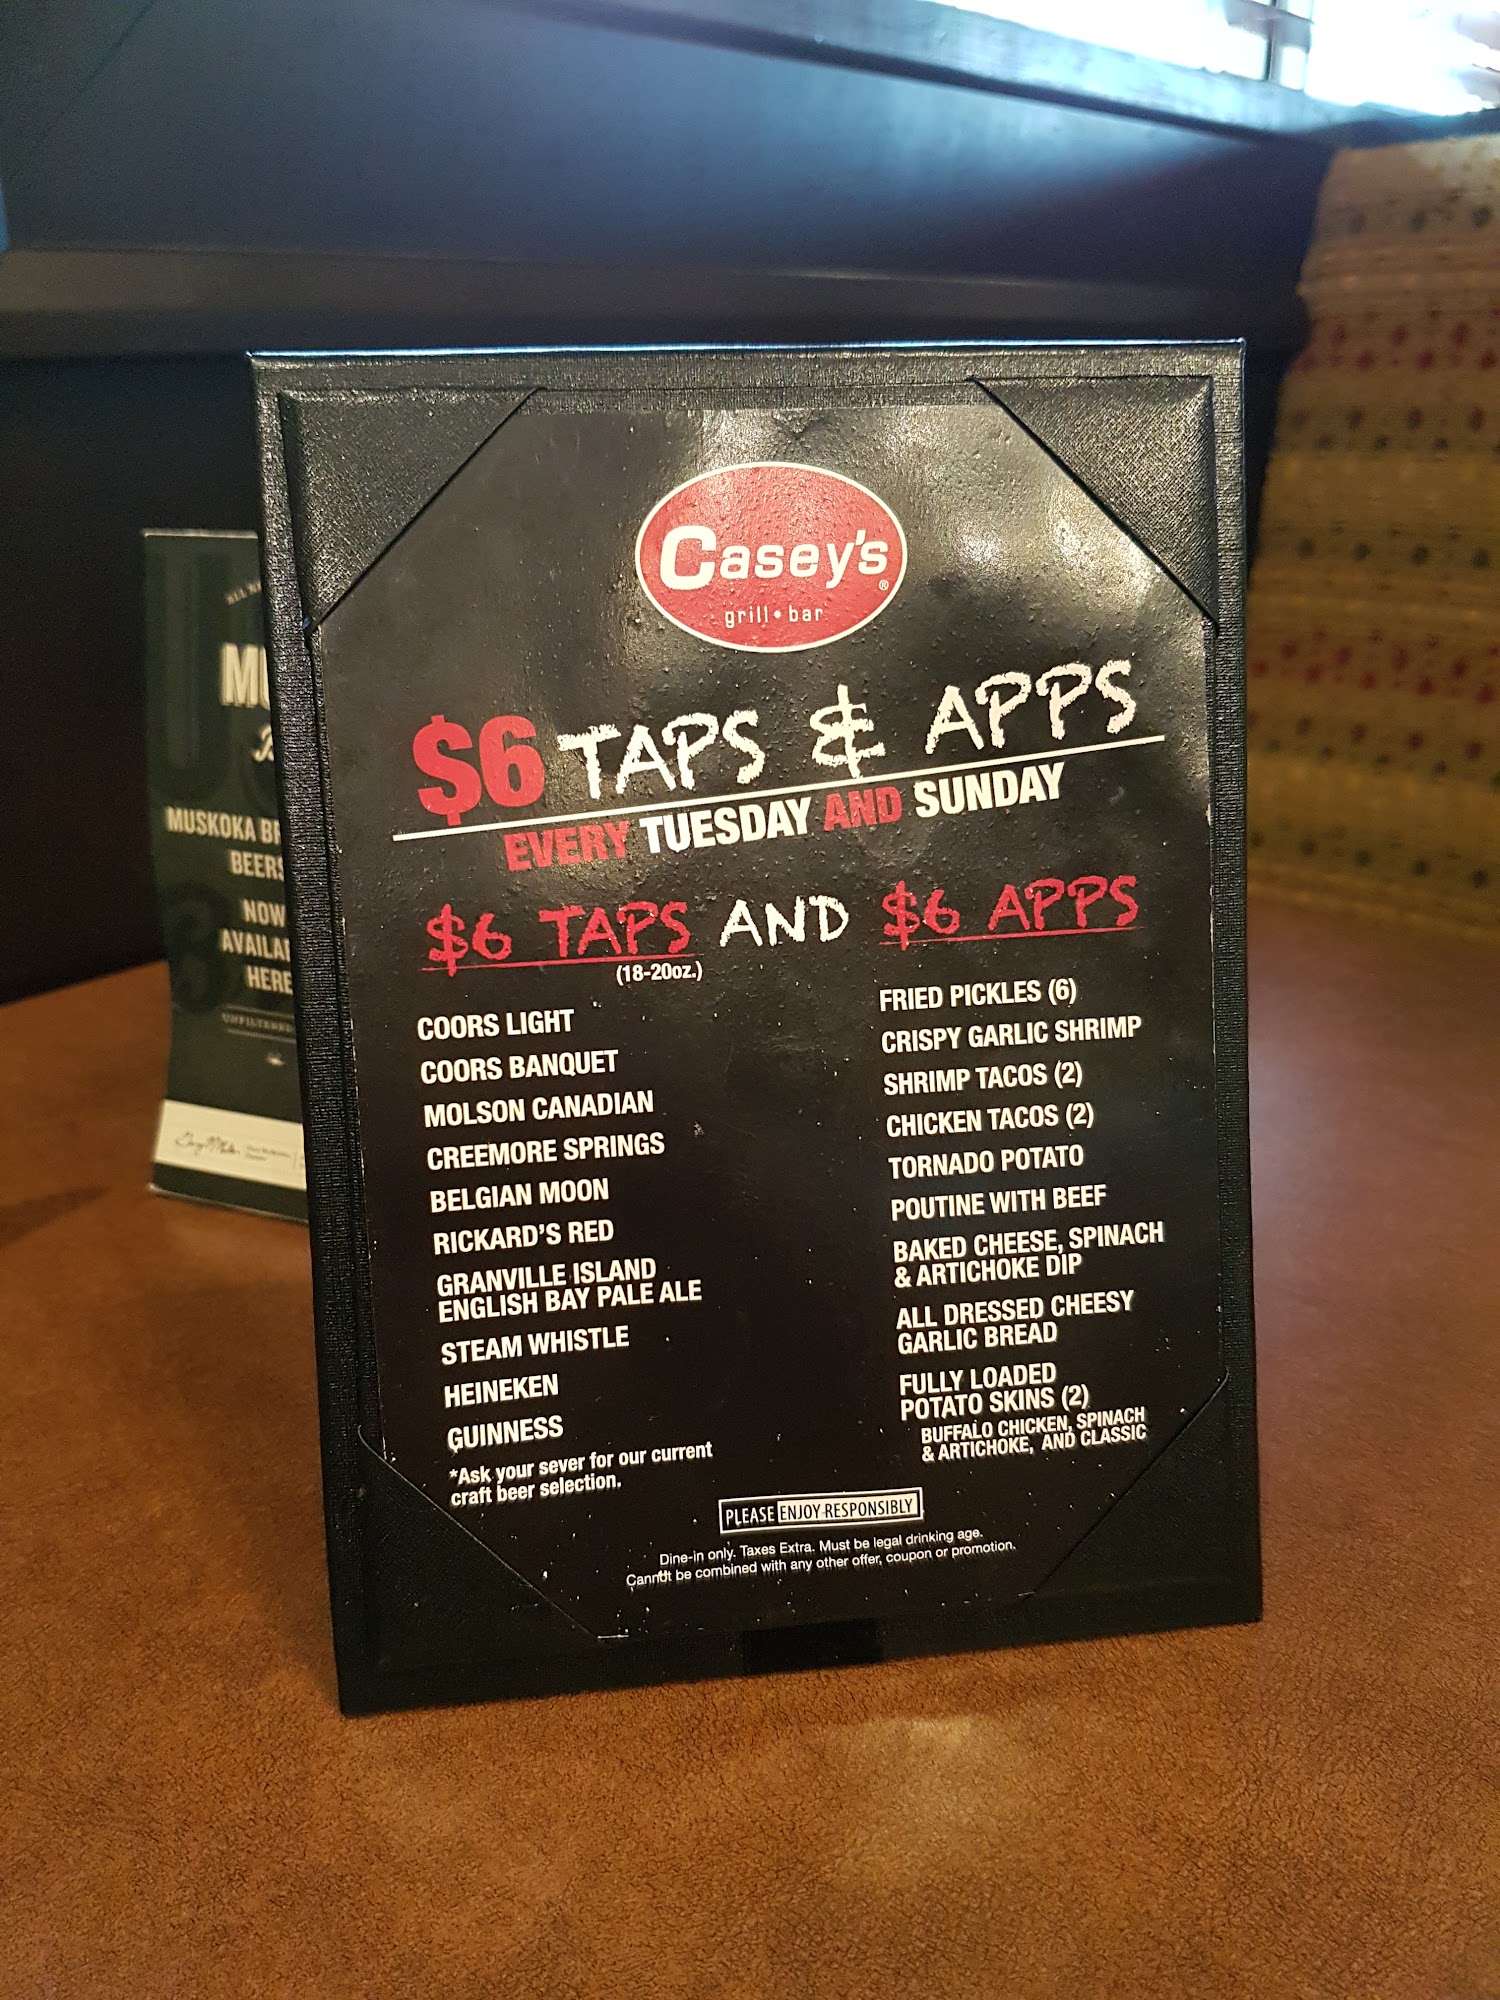 Casey's
®
grill • bar
$6 TAPS & APPS
EVERY TUESDAY AND SUNDAY
$6 TAPS AND $6 APPS
(18-20oz.)
COORS LIGHT
COORS BANQUET
MOLSON CANADIAN
CREEMORE SPRINGS
BELGIAN MOON
RICKARD'S RED
GRANVILLE ISLAND
ENGLISH BAY PALE ALE
STEAM WHISTLE
HEINEKEN
GUINNESS
*Ask your sever for our current
craft beer selection.
FRIED PICKLES (6)
CRISPY GARLIC SHRIMP
SHRIMP TACOS (2)
CHICKEN TACOS (2)
TORNADO POTATO
POUTINE WITH BEEF
BAKED CHEESE, SPINACH
& ARTICHOKE DIP
ALL DRESSED CHEESY
GARLIC BREAD
FULLY LOADED
POTATO SKINS (2)
BUFFALO CHICKEN, SPINACH
& ARTICHOKE, AND CLASSIC
PLEASE ENJOY RESPONSIBLY
Dine-in only. Taxes Extra. Must be legal drinking age.
Cannot be combined with any other offer, coupon or promotion.
MUSKOKA
BEERS
NOW
HERE